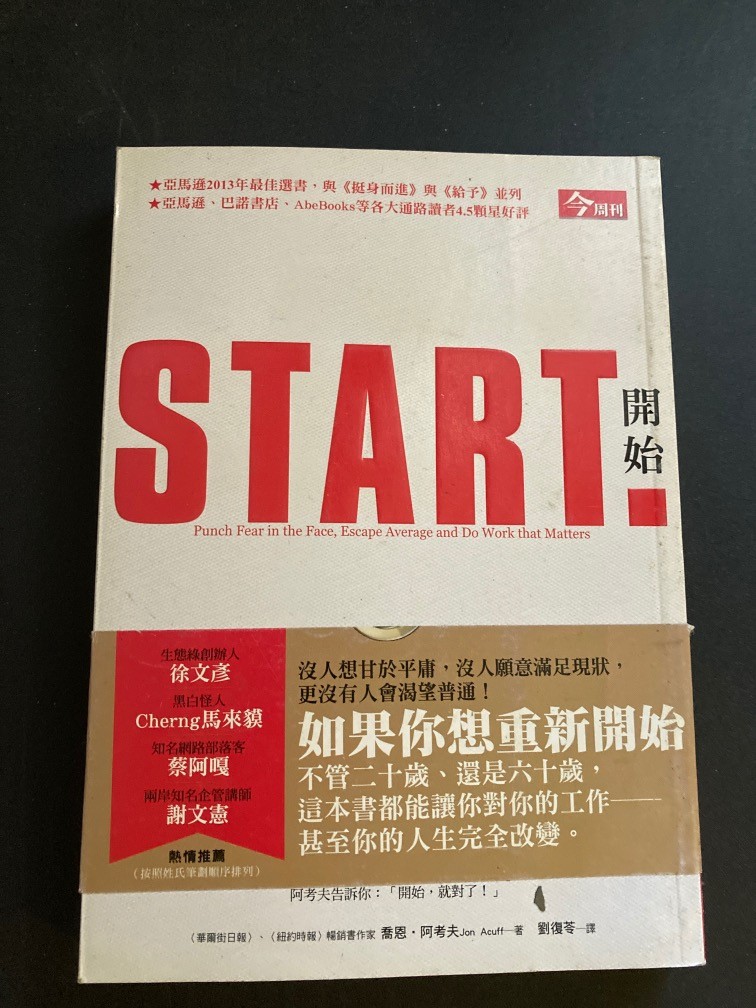 ★亞馬遜2013年最佳選書，與《挺身而進》與《給予》並列
★亞馬遜、巴諾書店、AbeBooks等各大通路讀者4.5顆星好評
今周刊
START.
開始
Punch Fear in the Face, Escape Average and Do Work that Matters
生態綠創辦人
徐文彥
黑白怪人
Cherng馬來貘
知名網路部落客
蔡阿嘎
兩岸知名企管講師
謝文憲
熱情推薦
（按照姓氏筆劃順序排列）
沒人想甘於平庸，沒人願意滿足現狀，
更沒有人會渴望普通！
如果你想重新開始
不管二十歲、還是六十歲，
這本書都能讓你對你的工作——
甚至你的人生完全改變。
阿考夫告訴你：「開始，就對了！」
〈華爾街日報〉、〈紐約時報〉暢銷書作家 喬恩・阿考夫Jon Acuff—著 劉復苓—譯